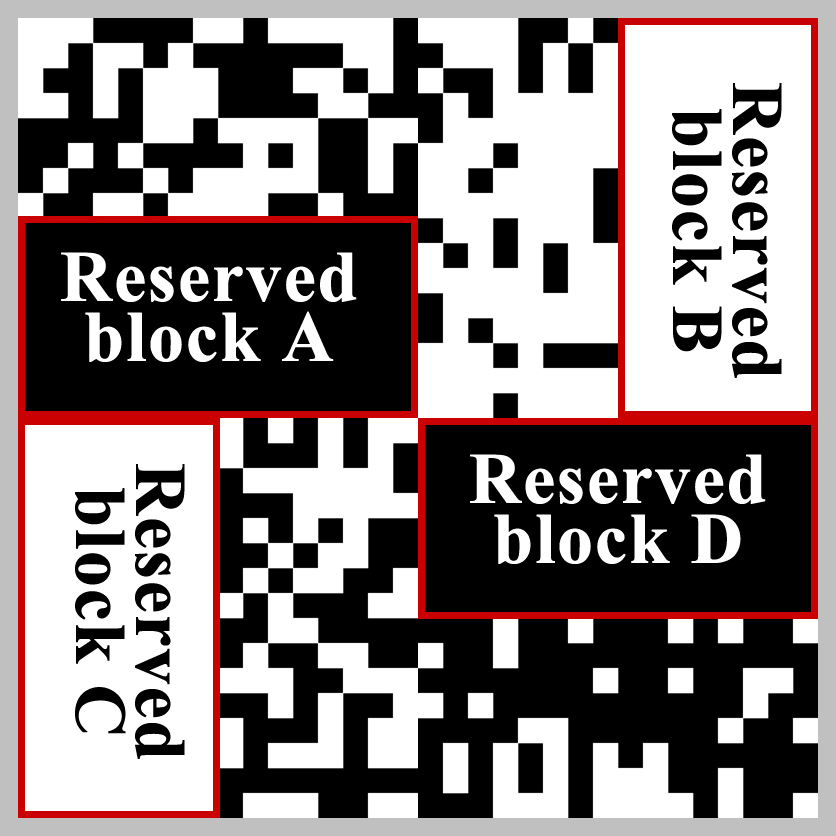 Reserved
block A
Reserved
block B
Reserved
block C
Reserved
block D